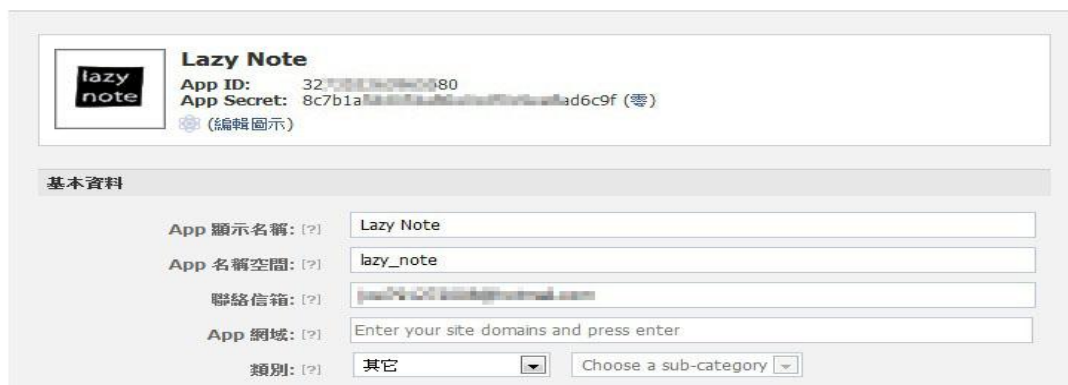 lazy
note
Lazy Note
App ID: 32 80
App Secret: 8c7b1a ad6c9f (零)
(編輯圖示)
基本資料
App 顯示名稱: [?] Lazy Note
App 名稱空間: [?] lazy_note
聯絡信箱: [?]
App 網域: [?] Enter your site domains and press enter
類別: [?] 其它 Choose a sub-category